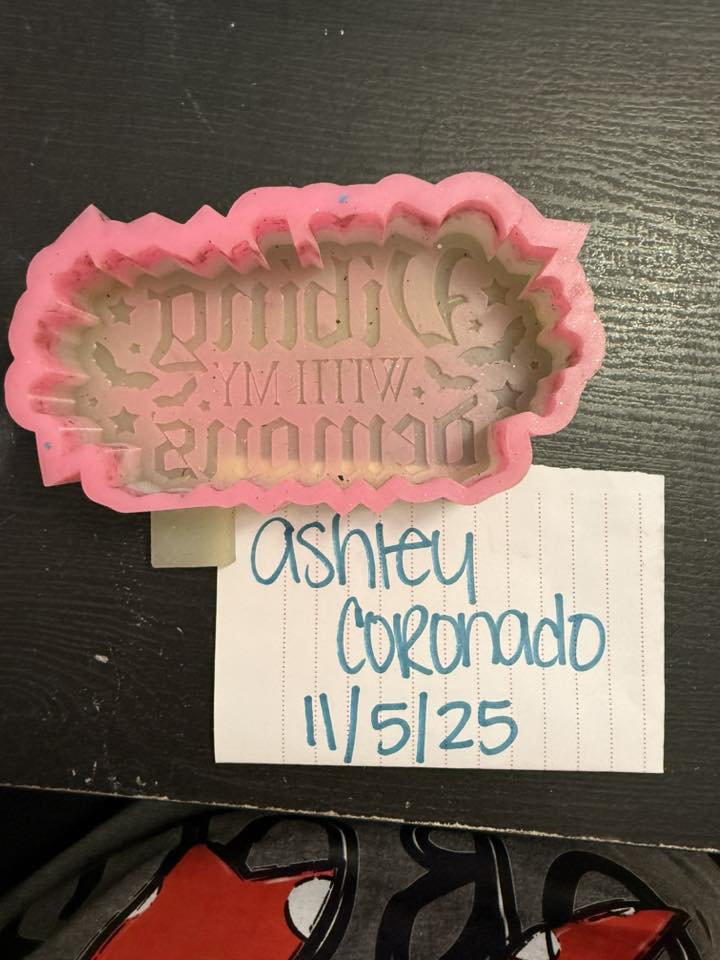 Vibing
WITH MY
demons
ashley
CORONado
11/5/25